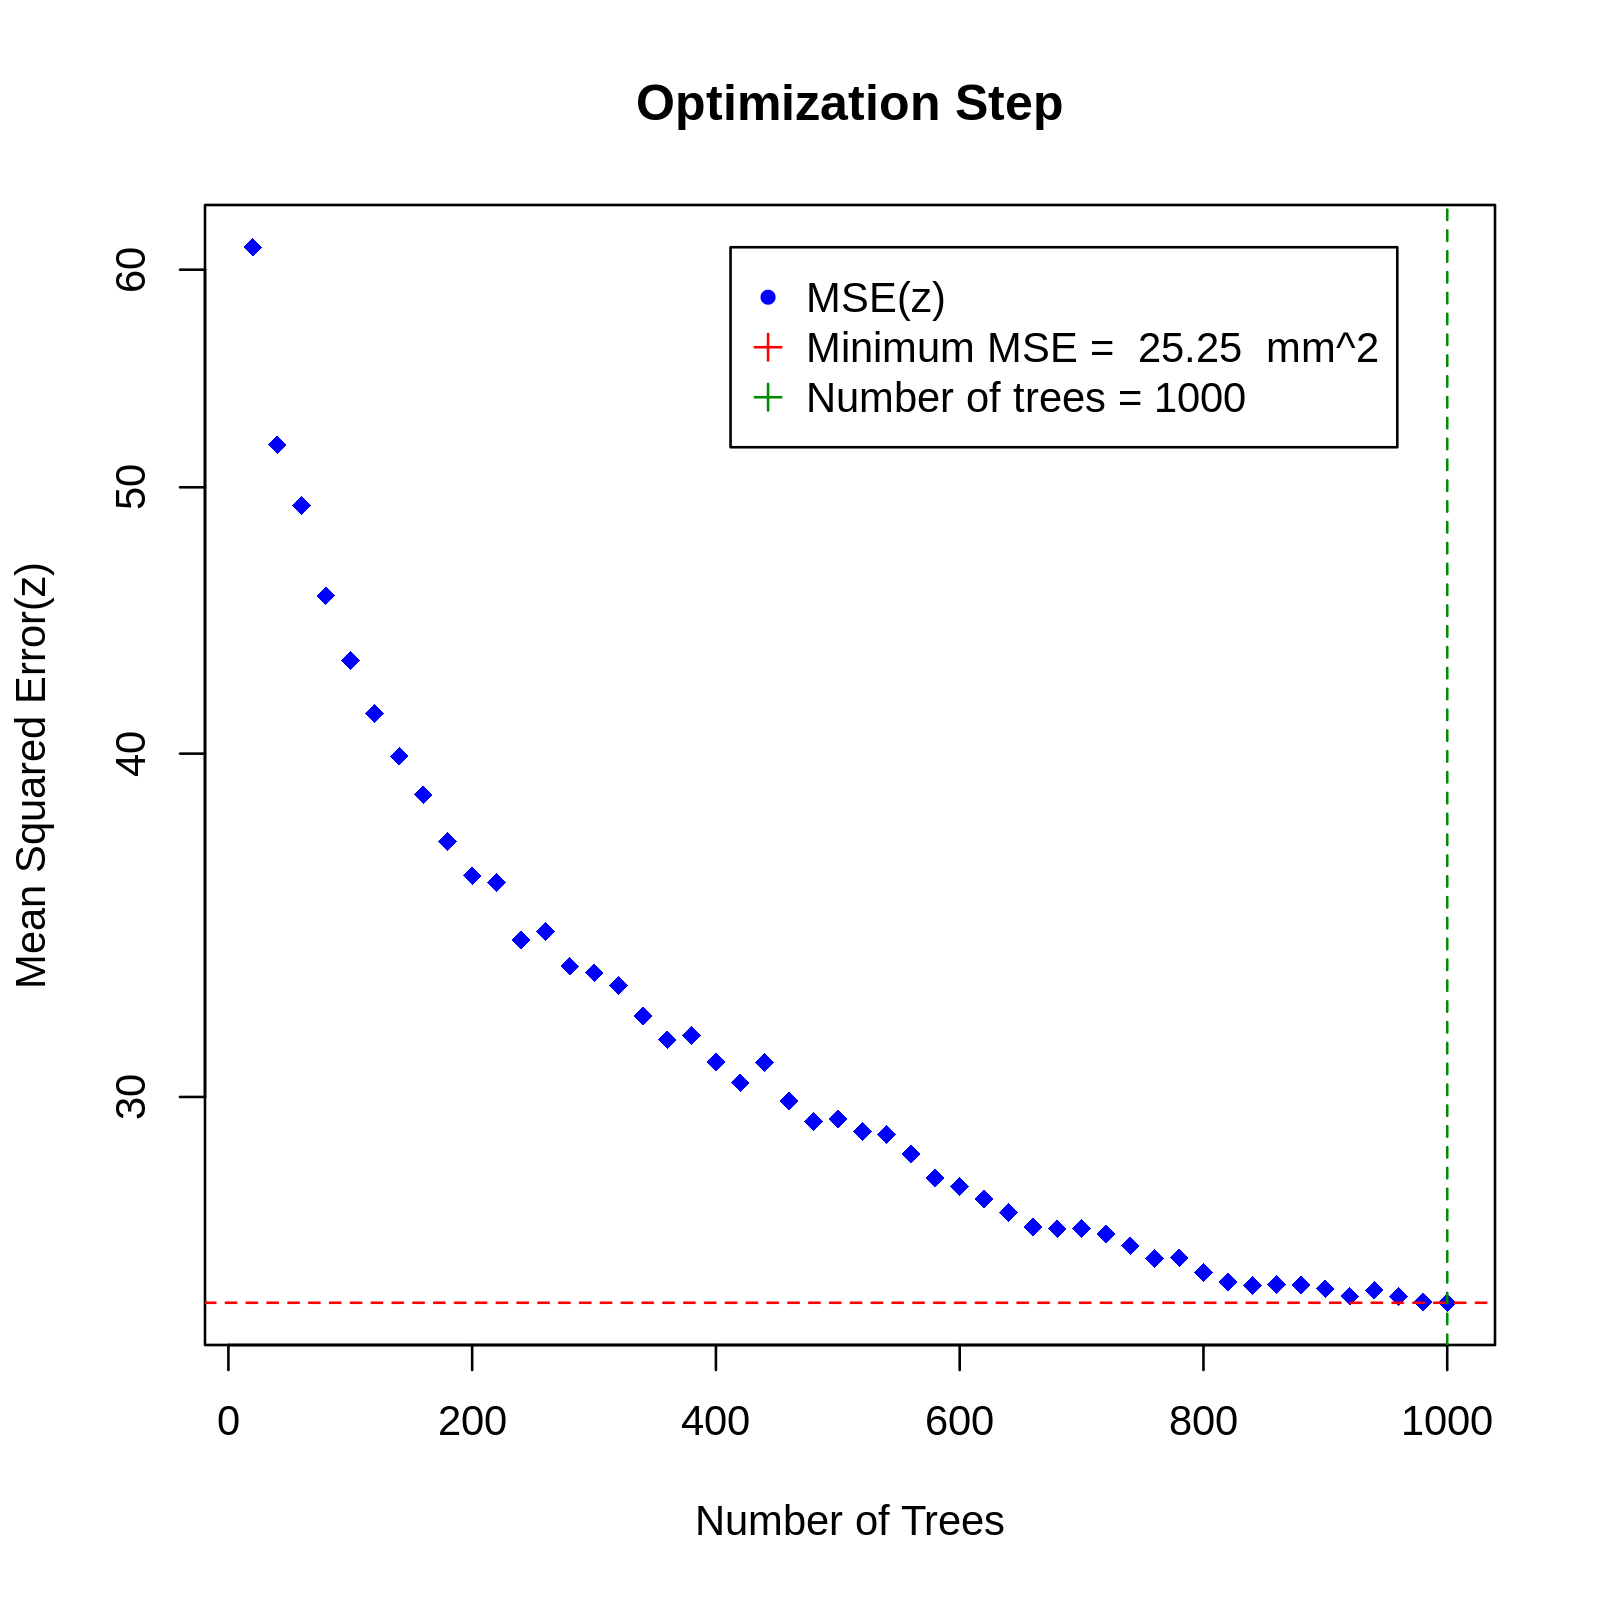 Optimization Step
MSE(z)
Minimum MSE =  25.25  mm^2
Number of trees = 1000
Mean Squared Error(z)
60
50
40
30
0 200 400 600 800 1000
Number of Trees